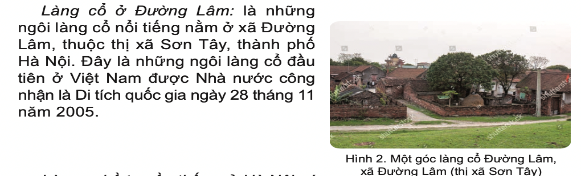 Làng cổ ở Đường Lâm: là những
ngôi làng cổ nổi tiếng nằm ở xã Đường
Lâm, thuộc thị xã Sơn Tây, thành phố
Hà Nội. Đây là những ngôi làng cổ đầu
tiên ở Việt Nam được Nhà nước công
nhận là Di tích quốc gia ngày 28 tháng 11
năm 2005.
Hình 2. Một góc làng cổ Đường Lâm,
xã Đường Lâm (thị xã Sơn Tây)